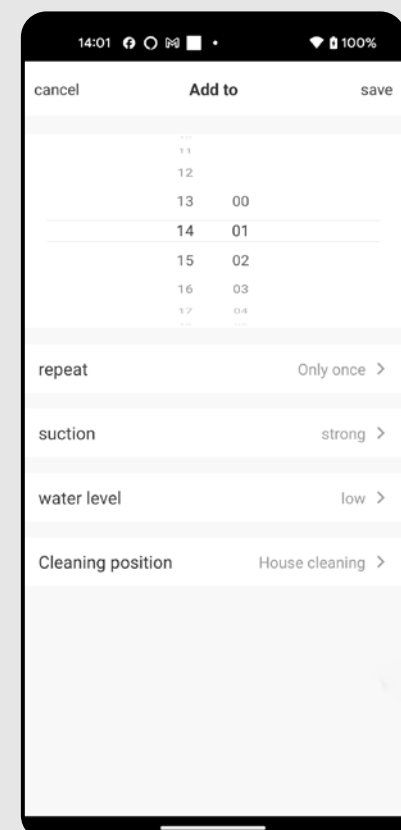 14:01 100%
cancel Add to save
11
12
13 00
14 01
15 02
16 03
17 04
repeat Only once
suction strong
water level low
Cleaning position House cleaning